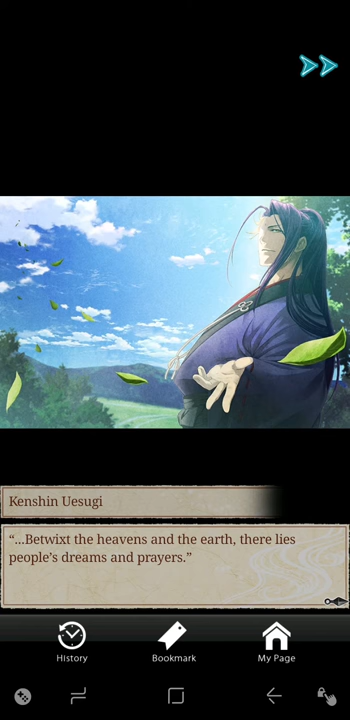 Kenshin Uesugi
“...Betwixt the heavens and the earth, there lies
people’s dreams and prayers.”
History
Bookmark
My Page